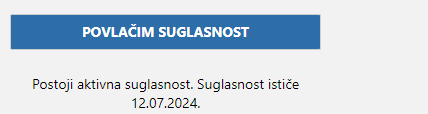 POVLAČIM SUGLASNOST
Postoji aktivna suglasnost. Suglasnost ističe
12.07.2024.